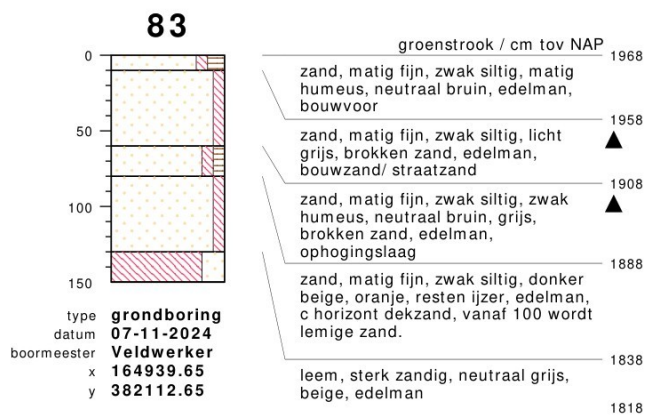 83
groenstrook / cm tov NAP
0
1968
zand, matig fijn, zwak siltig, matig
humeus, neutraal bruin, edelman,
bouwvoor
1958
50
zand, matig fijn, zwak siltig, licht
grijs, brokken zand, edelman,
bouwzand/ straatzand
1908
100
zand, matig fijn, zwak siltig, zwak
humeus, neutraal bruin, grijs,
brokken zand, edelman,
ophogingslaag
1888
150
zand, matig fijn, zwak siltig, donker
beige, oranje, resten ijzer, edelman,
c horizont dekzand, vanaf 100 wordt
lemige zand.
1838
leem, sterk zandig, neutraal grijs,
beige, edelman
1818
type grondboring
datum 07-11-2024
boormeester Veldwerker
x 164939.65
y 382112.65